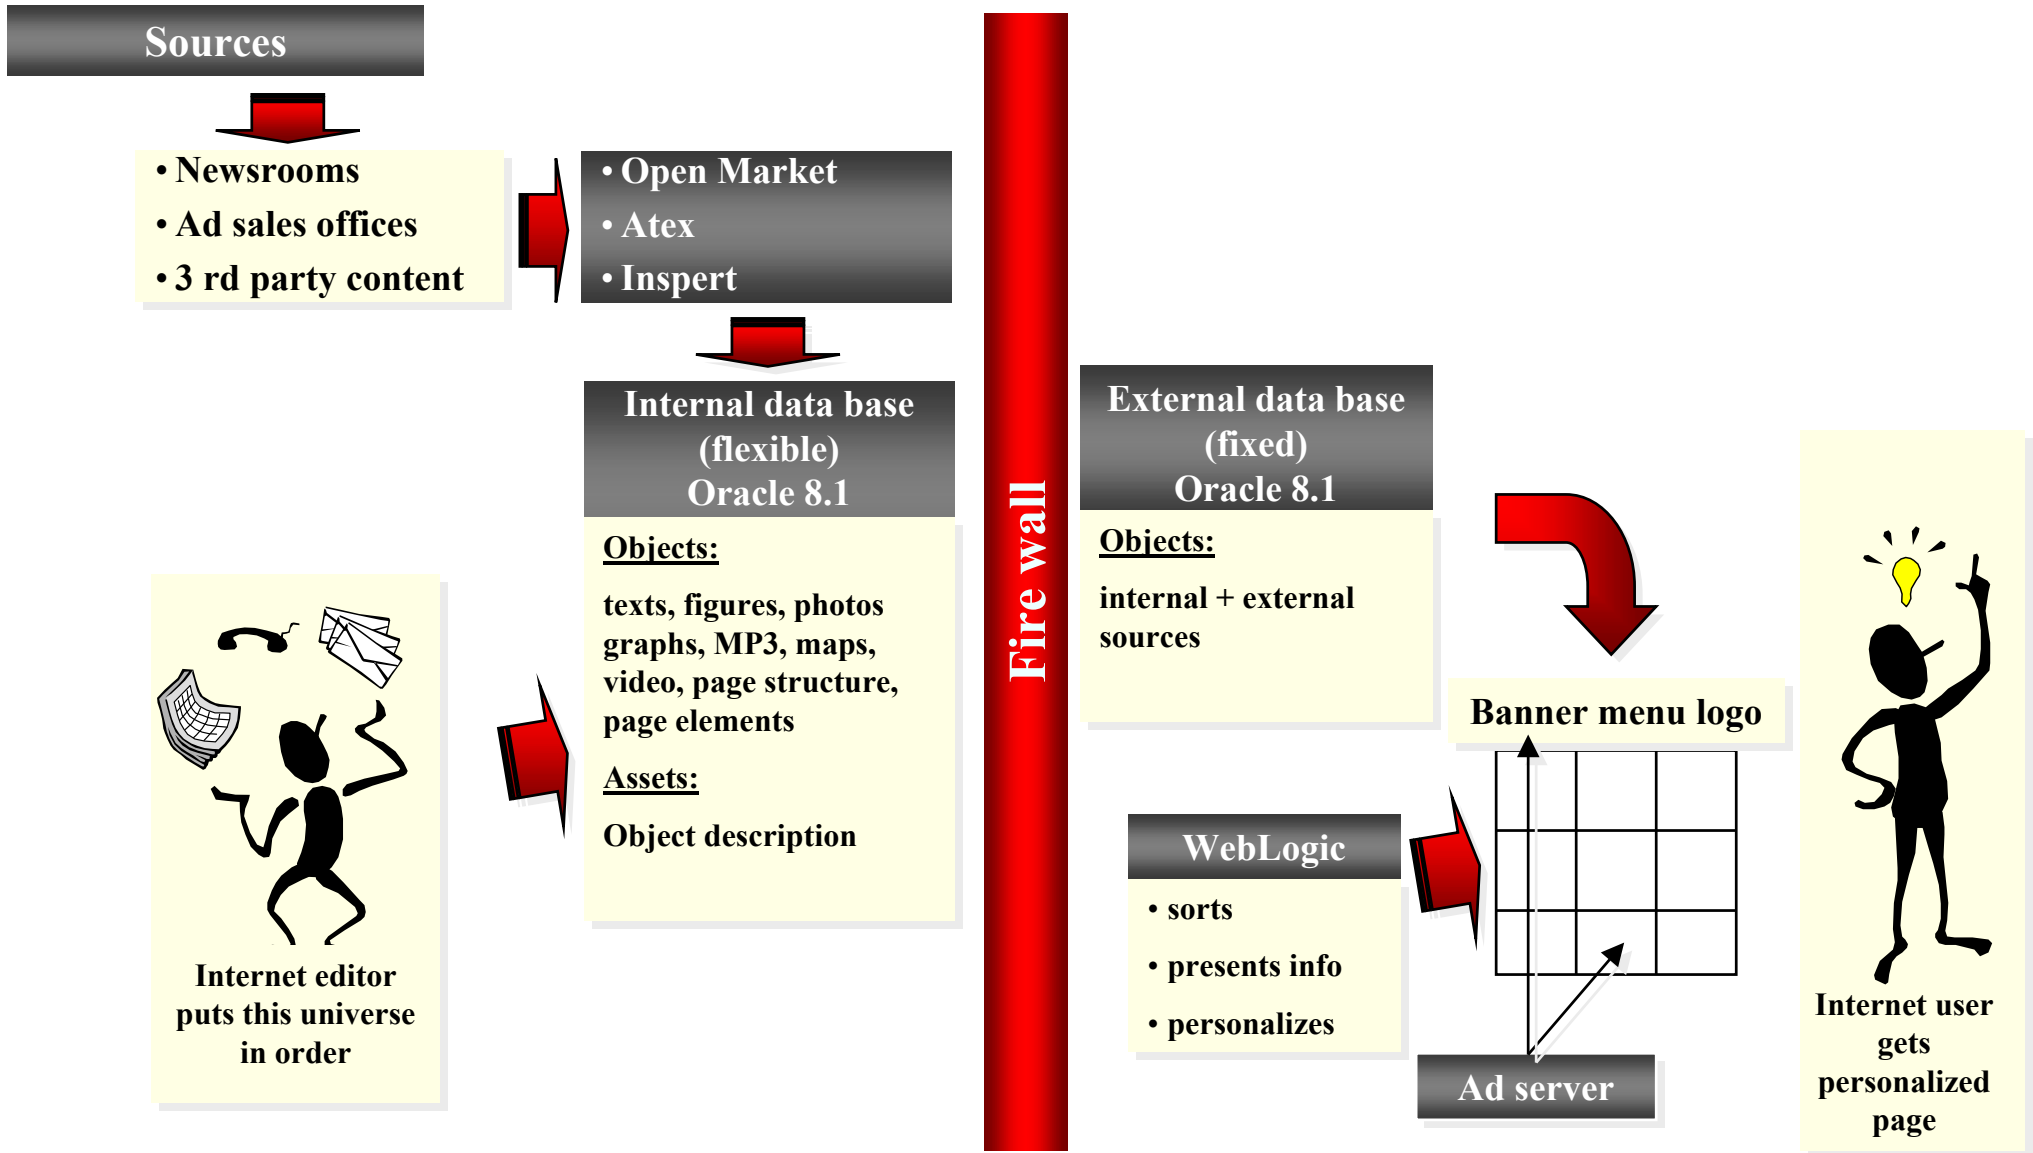 Sources
• Newsrooms
• Ad sales offices
• 3 rd party content
• Open Market
• Atex
• Inspert
Internal data base
(flexible)
Oracle 8.1
Objects:
texts, figures, photos
graphs, MP3, maps,
video, page structure,
page elements
Assets:
Object description
Internet editor
puts this universe
in order
Fire wall
External data base
(fixed)
Oracle 8.1
Objects:
internal + external
sources
Banner menu logo
WebLogic
• sorts
• presents info
• personalizes
Ad server
Internet user
gets
personalized
page